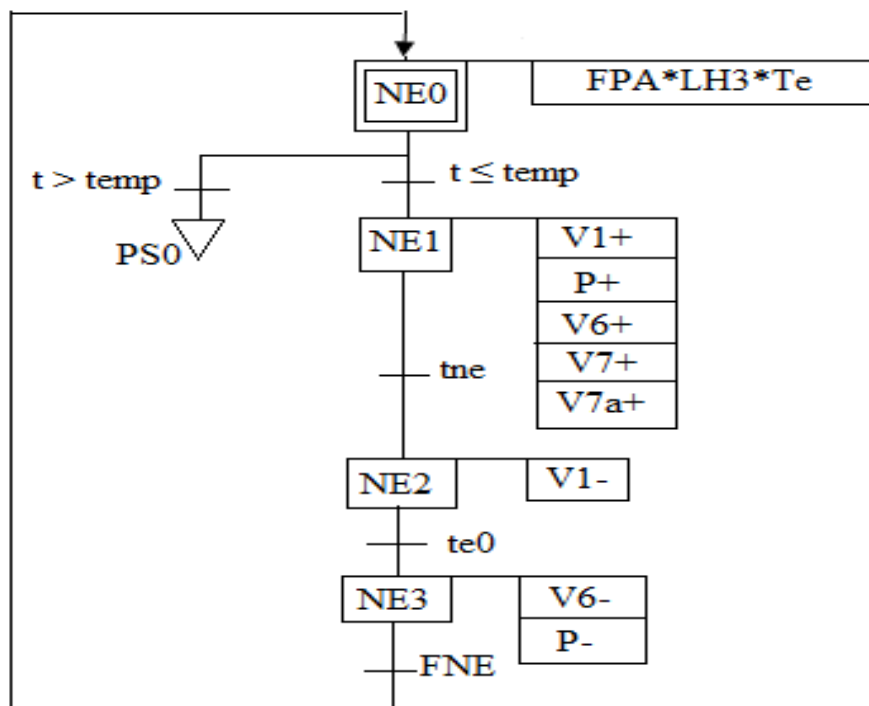 NE0
FPA*LH3*Te
t > temp
t ≤ temp
PS0
NE1
V1+
P+
V6+
V7+
V7a+
tne
NE2
V1-
te0
NE3
V6-
P-
FNE